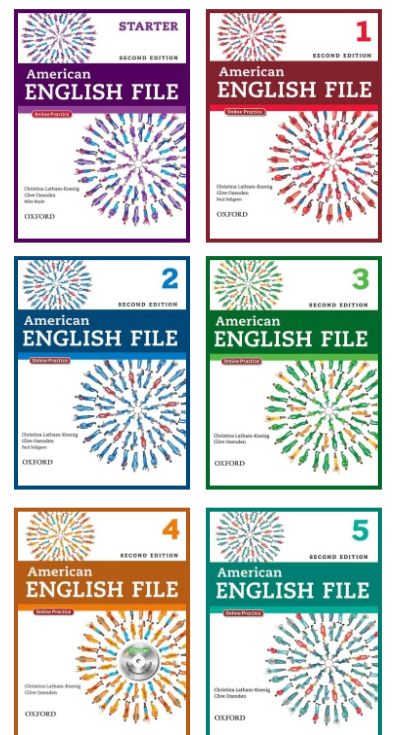 STARTER
SECOND EDITION
American
ENGLISH FILE
Online Practice
Christina Latham-Koenig
Clive Oxenden
Mike Boyle
OXFORD
1
SECOND EDITION
American
ENGLISH FILE
Online Practice
Christina Latham-Koenig
Clive Oxenden
Paul Seligson
OXFORD
2
SECOND EDITION
American
ENGLISH FILE
Online Practice
Christina Latham-Koenig
Clive Oxenden
Paul Seligson
OXFORD
3
SECOND EDITION
American
ENGLISH FILE
Online Practice
Christina Latham-Koenig
Clive Oxenden
OXFORD
4
SECOND EDITION
American
ENGLISH FILE
Online Practice
Christina Latham-Koenig
Clive Oxenden
OXFORD
5
SECOND EDITION
American
ENGLISH FILE
Online Practice
Christina Latham-Koenig
Clive Oxenden
OXFORD